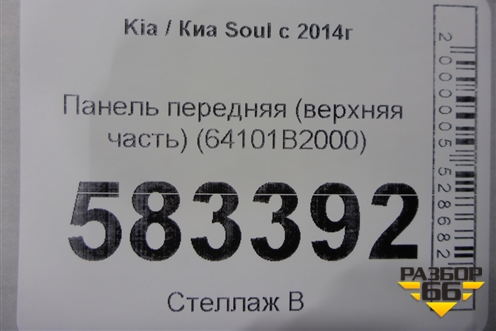 Kia / Киа Soul с 2014г
Панель передняя (верхняя
часть) (64101B2000)
583392
Стеллаж В
2000005528682
РАЗБОР
66